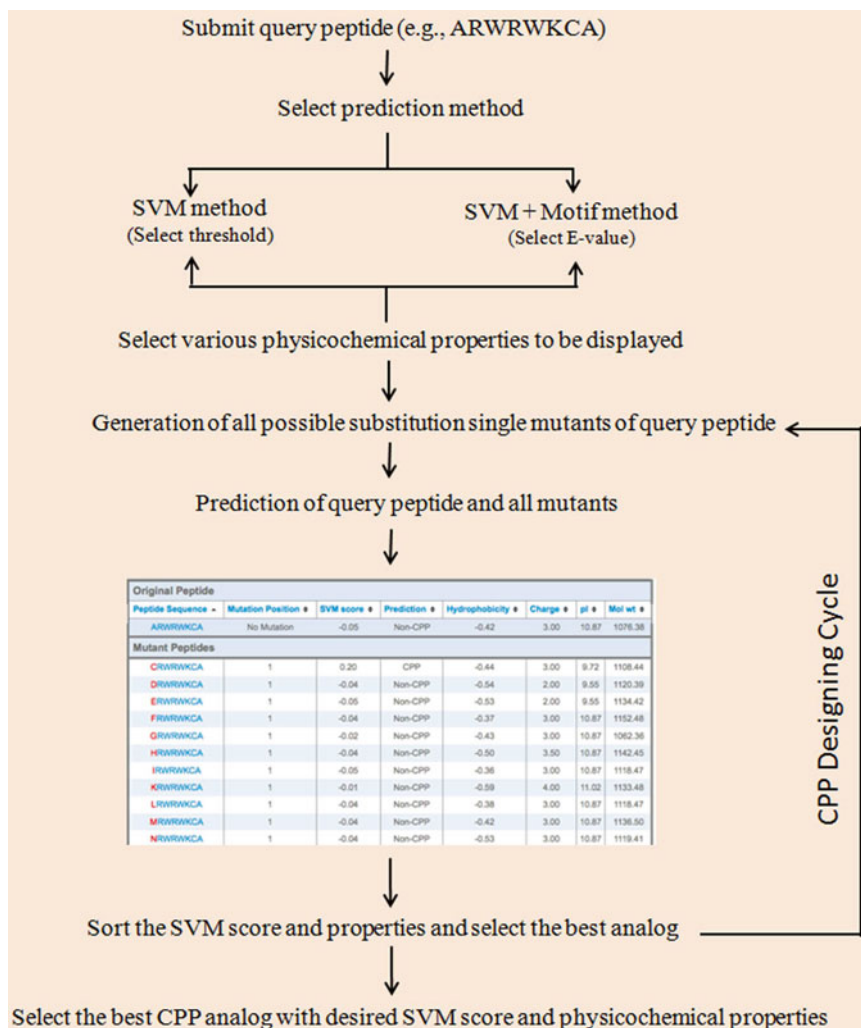 Submit query peptide (e.g., ARWRWKCA)
Select prediction method
SVM method
(Select threshold)
SVM + Motif method
(Select E-value)
Select various physicochemical properties to be displayed
Generation of all possible substitution single mutants of query peptide
Prediction of query peptide and all mutants
Original Peptide
Peptide Sequence Mutation Position SVM score Prediction Hydrophobicity Charge pI Mol wt
ARWRWKCA No Mutation -0.05 Non-CPP -0.42 3.00 10.87 1076.38
Mutant Peptides
CRWRWKCA 1 0.20 CPP -0.44 3.00 9.72 1108.44
DRWRWKCA 1 -0.04 Non-CPP -0.54 2.00 9.55 1120.39
ERWRWKCA 1 -0.05 Non-CPP -0.53 2.00 9.55 1134.42
FRWRWKCA 1 -0.04 Non-CPP -0.37 3.00 10.87 1152.48
GRWRWKCA 1 -0.02 Non-CPP -0.43 3.00 10.87 1062.36
HRWRWKCA 1 -0.04 Non-CPP -0.50 3.50 10.87 1142.45
IRWRWKCA 1 -0.05 Non-CPP -0.36 3.00 10.87 1118.47
KRWRWKCA 1 -0.01 Non-CPP -0.59 4.00 11.02 1133.48
LRWRWKCA 1 -0.04 Non-CPP -0.38 3.00 10.87 1118.47
MRWRWKCA 1 -0.04 Non-CPP -0.42 3.00 10.87 1136.50
NRWRWKCA 1 -0.04 Non-CPP -0.53 3.00 10.87 1119.41
Sort the SVM score and properties and select the best analog
Select the best CPP analog with desired SVM score and physicochemical properties
CPP Designing Cycle